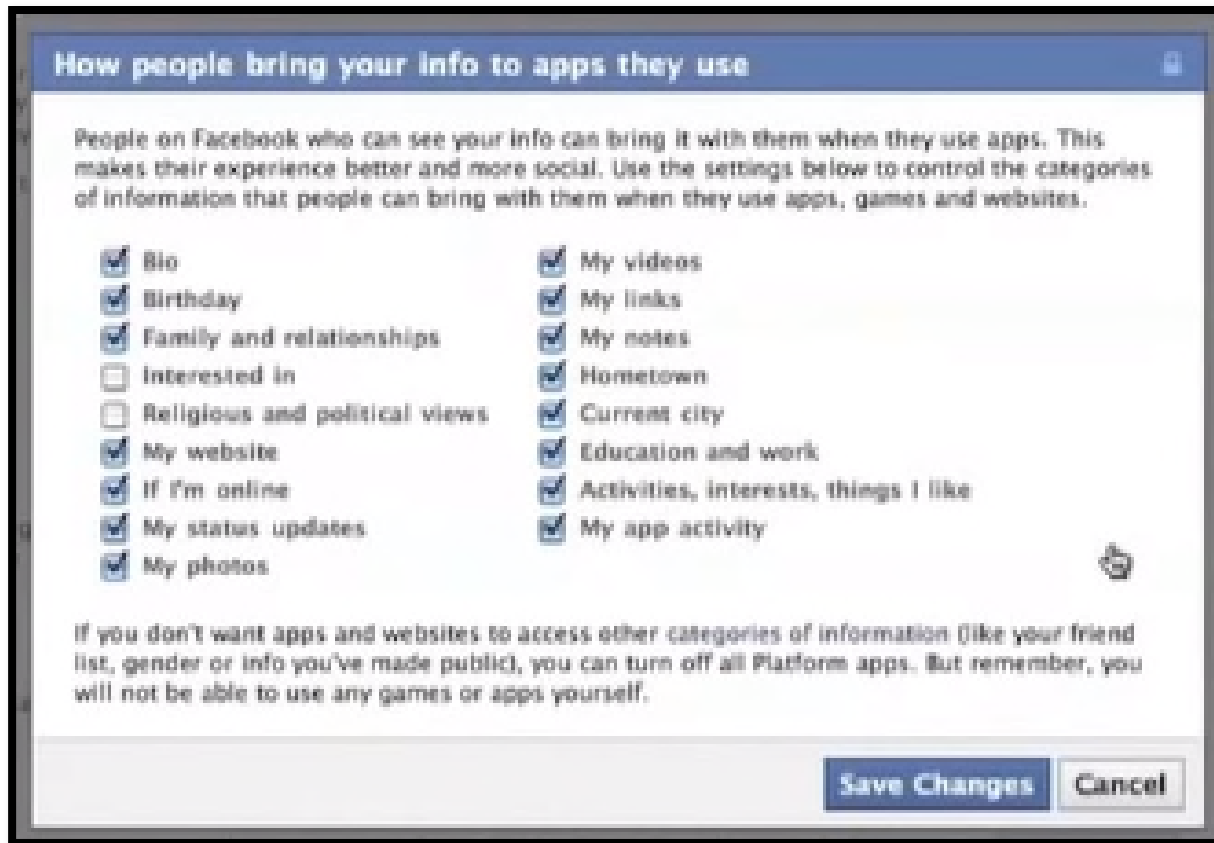 How people bring your info to apps they use
People on Facebook who can see your info can bring it with them when they use apps. This
makes their experience better and more social. Use the settings below to control the categories
of information that people can bring with them when they use apps, games and websites.
Bio
Birthday
Family and relationships
Interested in
Religious and political views
My website
If I'm online
My status updates
My photos
My videos
My links
My notes
Hometown
Current city
Education and work
Activities, interests, things I like
My app activity
If you don't want apps and websites to access other categories of information (like your friend
list, gender or info you've made public), you can turn off all Platform apps. But remember, you
will not be able to use any games or apps yourself.
Save Changes
Cancel